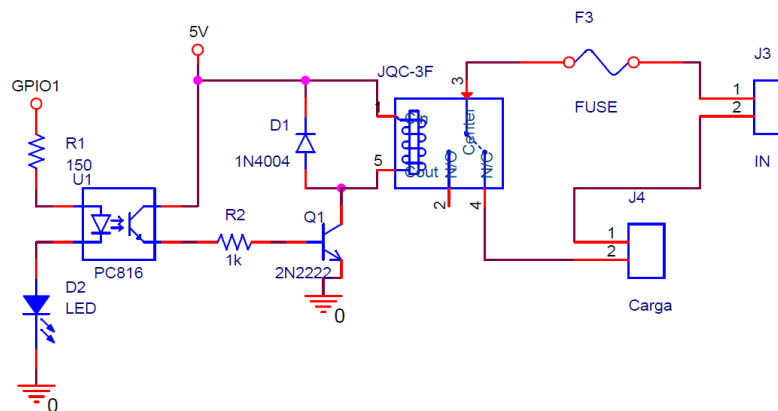 5V
GPIO1
R1
150
U1
PC816
D2
LED
0
R2
1k
D1
1N4004
Q1
2N2222
0
JQC-3F
1
5
3
2
4
Cin
Cout
Center
N/C
N/C
F3
FUSE
J3
1
2
IN
J4
1
2
Carga